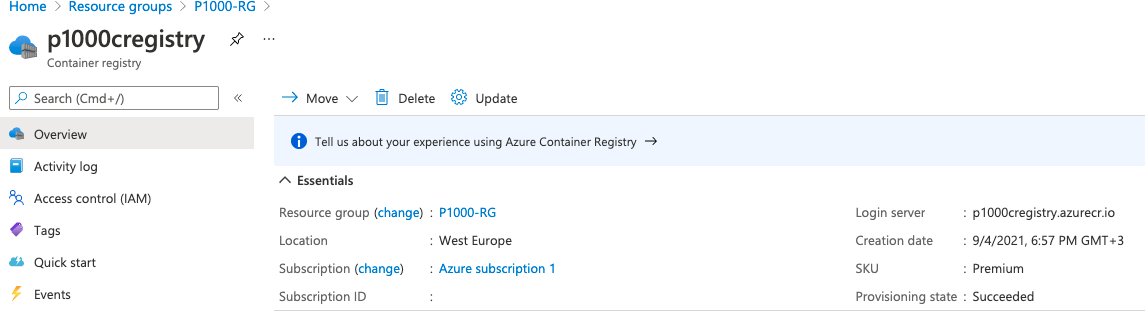 Home > Resource groups > P1000-RG >
p1000cregistry ...
Container registry
Search (Cmd+/) «
Move Delete Update
Overview
Tell us about your experience using Azure Container Registry →
Activity log
Essentials
Access control (IAM)
Resource group (change) : P1000-RG Login server : p1000cregistry.azurecr.io
Tags
Location : West Europe Creation date : 9/4/2021, 6:57 PM GMT+3
Quick start
Subscription (change) : Azure subscription 1 SKU : Premium
Events
Subscription ID : Provisioning state : Succeeded